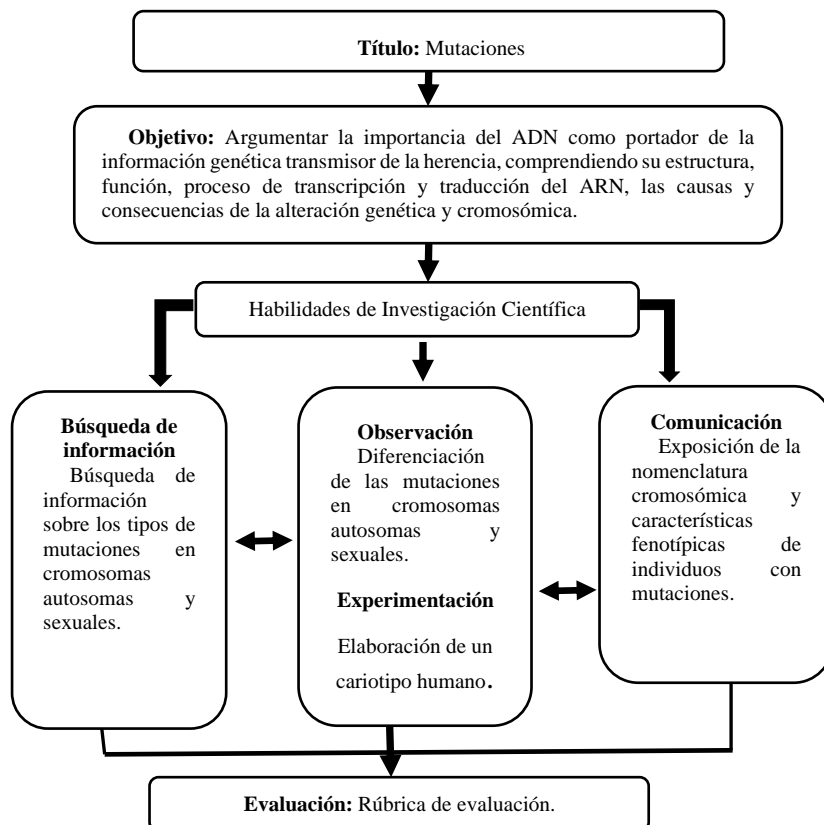 Título: Mutaciones
Objetivo: Argumentar la importancia del ADN como portador de la
información genética transmisor de la herencia, comprendiendo su estructura,
función, proceso de transcripción y traducción del ARN, las causas y
consecuencias de la alteración genética y cromosómica.
Habilidades de Investigación Científica
Búsqueda de
información
Búsqueda de
información
sobre los tipos de
mutaciones en
cromosomas
autosomas y
sexuales.
Observación
Diferenciación
de las mutaciones
en cromosomas
autosomas y
sexuales.
Experimentación
Elaboración de un
cariotipo humano.
Comunicación
Exposición de la
nomenclatura
cromosómica y
características
fenotípicas de
individuos con
mutaciones.
Evaluación: Rúbrica de evaluación.